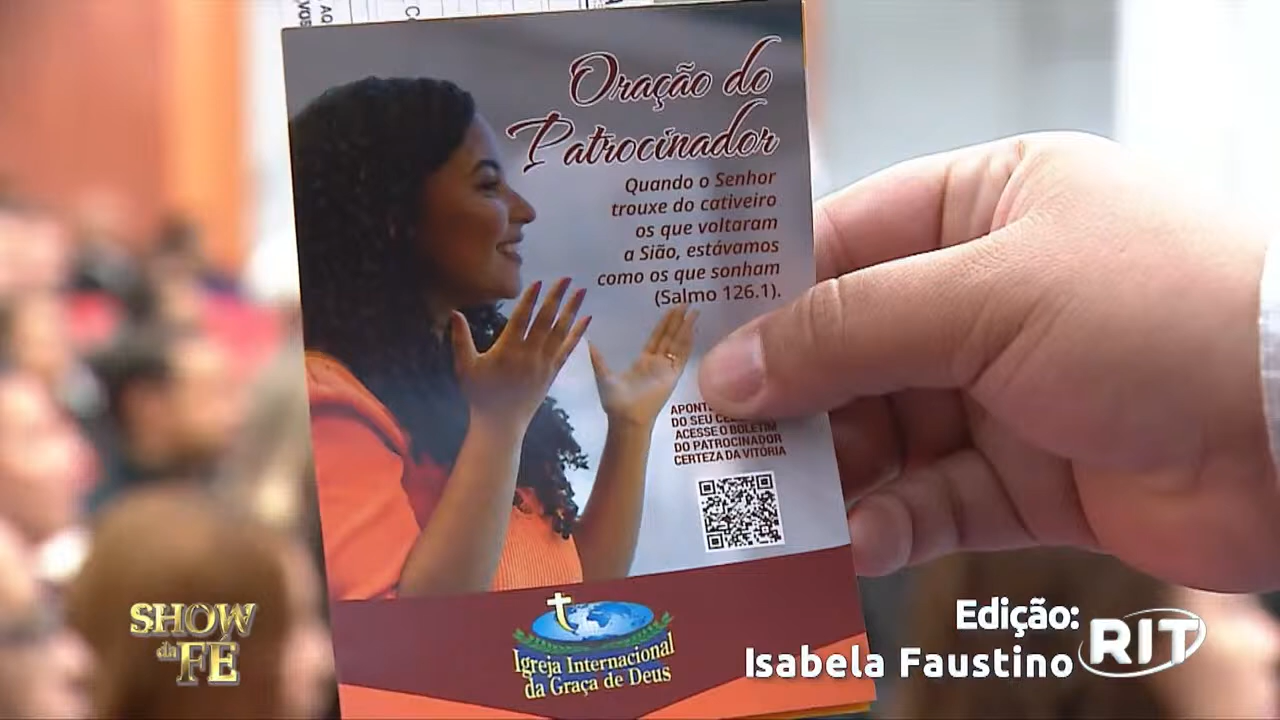 Oração do
Patrocinador
Quando o Senhor
trouxe do cativeiro
os que voltaram
a Sião, estávamos
como os que sonham
(Salmo 126.1).
DO SEU
ACESSE O BOLETIM
DO PATROCINADOR
CERTEZA DA VITÓRIA
Igreja Internacional
da Graça de Deus
SHOW
da FÉ
Edição:
Isabela Faustino
RIT